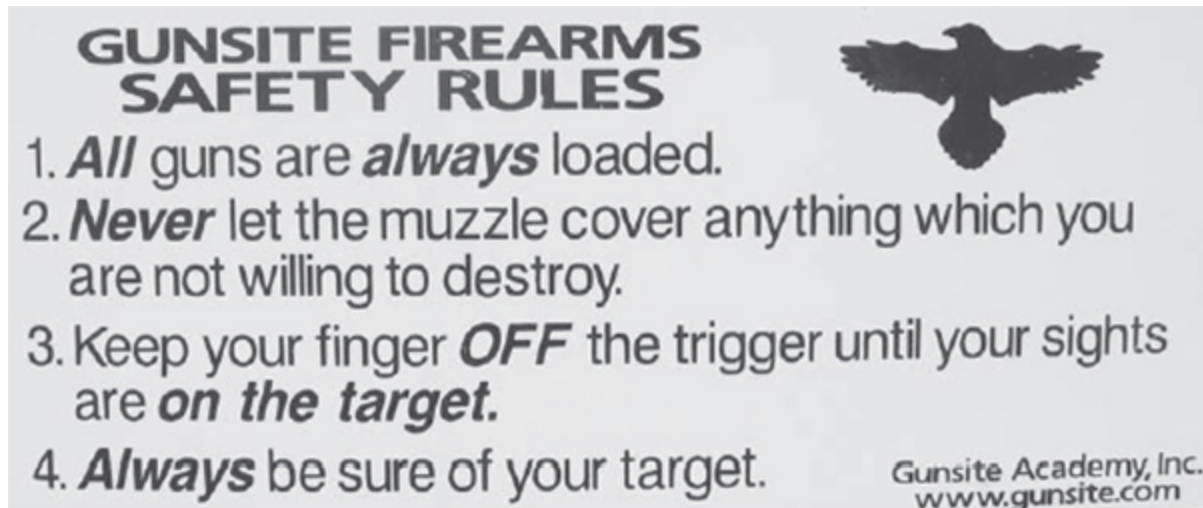 GUNSITE FIREARMS
SAFETY RULES
1. All guns are always loaded.
2. Never let the muzzle cover anything which you
are not willing to destroy.
3. Keep your finger OFF the trigger until your sights
are on the target.
4. Always be sure of your target.
Gunsite Academy, Inc.
www.gunsite.com